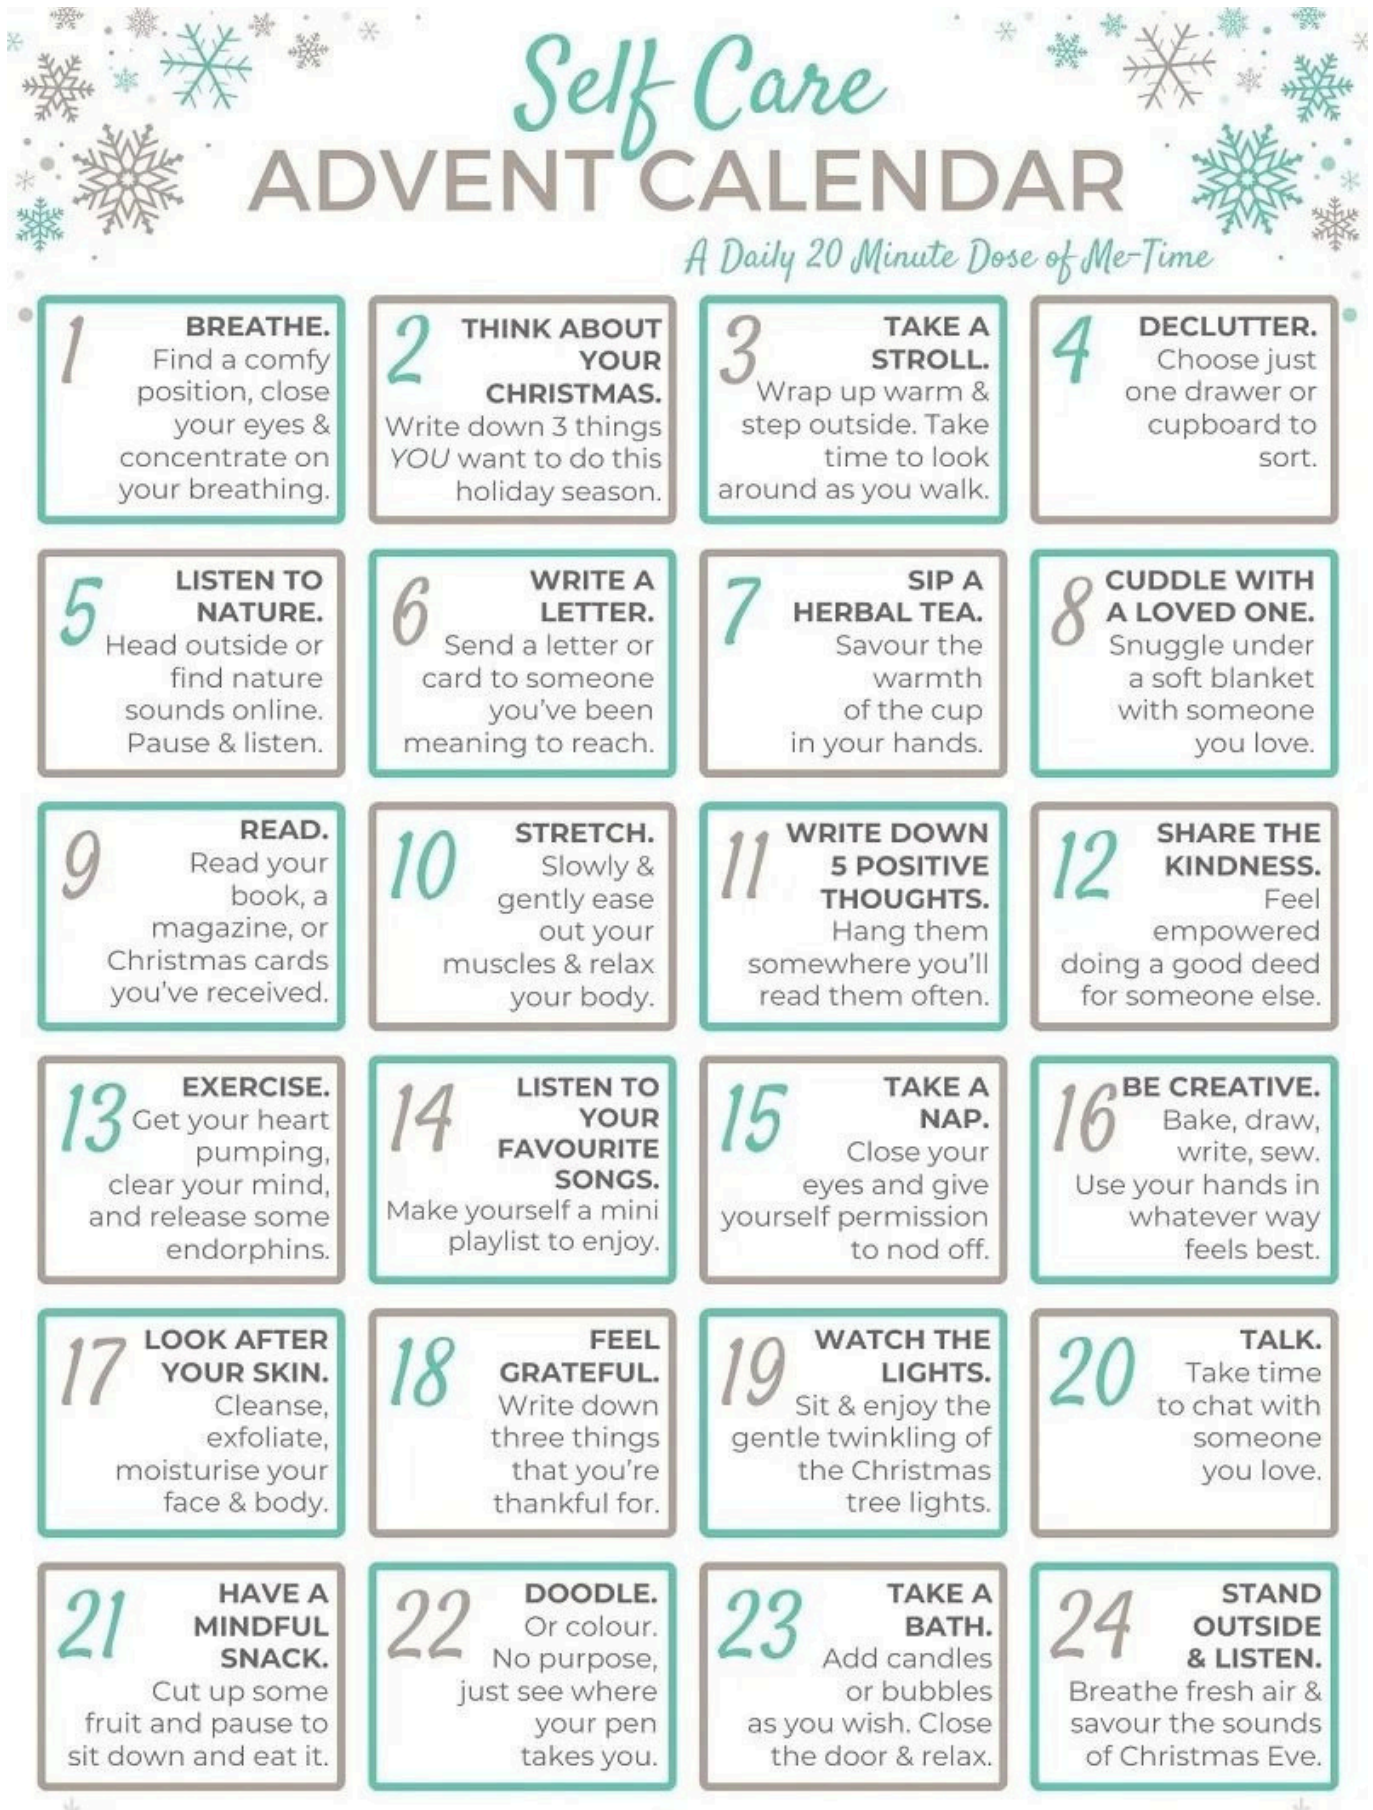 Self Care
ADVENT CALENDAR
A Daily 20 Minute Dose of Me-Time
1
BREATHE.
Find a comfy
position, close
your eyes &
concentrate on
your breathing.
2
THINK ABOUT
YOUR
CHRISTMAS.
Write down 3 things
YOU want to do this
holiday season.
3
TAKE A
STROLL.
Wrap up warm &
step outside. Take
time to look
around as you walk.
4
DECLUTTER.
Choose just
one drawer or
cupboard to
sort.
5
LISTEN TO
NATURE.
Head outside or
find nature
sounds online.
Pause & listen.
6
WRITE A
LETTER.
Send a letter or
card to someone
you've been
meaning to reach.
7
SIP A
HERBAL TEA.
Savour the
warmth
of the cup
in your hands.
8
CUDDLE WITH
A LOVED ONE.
Snuggle under
a soft blanket
with someone
you love.
9
READ.
Read your
book, a
magazine, or
Christmas cards
you've received.
10
STRETCH.
Slowly &
gently ease
out your
muscles & relax
your body.
11
WRITE DOWN
5 POSITIVE
THOUGHTS.
Hang them
somewhere you'll
read them often.
12
SHARE THE
KINDNESS.
Feel
empowered
doing a good deed
for someone else.
13
EXERCISE.
Get your heart
pumping,
clear your mind,
and release some
endorphins.
14
LISTEN TO
YOUR
FAVOURITE
SONGS.
Make yourself a mini
playlist to enjoy.
15
TAKE A
NAP.
Close your
eyes and give
yourself permission
to nod off.
16
BE CREATIVE.
Bake, draw,
write, sew.
Use your hands in
whatever way
feels best.
17
LOOK AFTER
YOUR SKIN.
Cleanse,
exfoliate,
moisturise your
face & body.
18
FEEL
GRATEFUL.
Write down
three things
that you're
thankful for.
19
WATCH THE
LIGHTS.
Sit & enjoy the
gentle twinkling of
the Christmas
tree lights.
20
TALK.
Take time
to chat with
someone
you love.
21
HAVE A
MINDFUL
SNACK.
Cut up some
fruit and pause to
sit down and eat it.
22
DOODLE.
Or colour.
No purpose,
just see where
your pen
takes you.
23
TAKE A
BATH.
Add candles
or bubbles
as you wish. Close
the door & relax.
24
STAND
OUTSIDE
& LISTEN.
Breathe fresh air &
savour the sounds
of Christmas Eve.